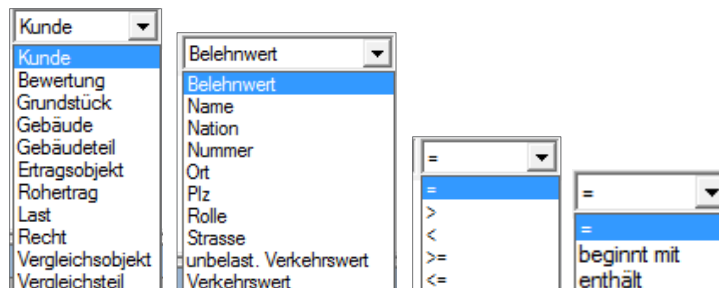 Kunde
Kunde
Bewertung
Grundstück
Gebäude
Gebäudeteil
Ertragsobjekt
Rohertrag
Last
Recht
Vergleichsobjekt
Vergleichsteil
Belehnwert
Belehnwert
Name
Nation
Nummer
Ort
Plz
Rolle
Strasse
unbelast. Verkehrswert
Verkehrswert
=
=
>
<
>=
<=
=
=
beginnt mit
enthält